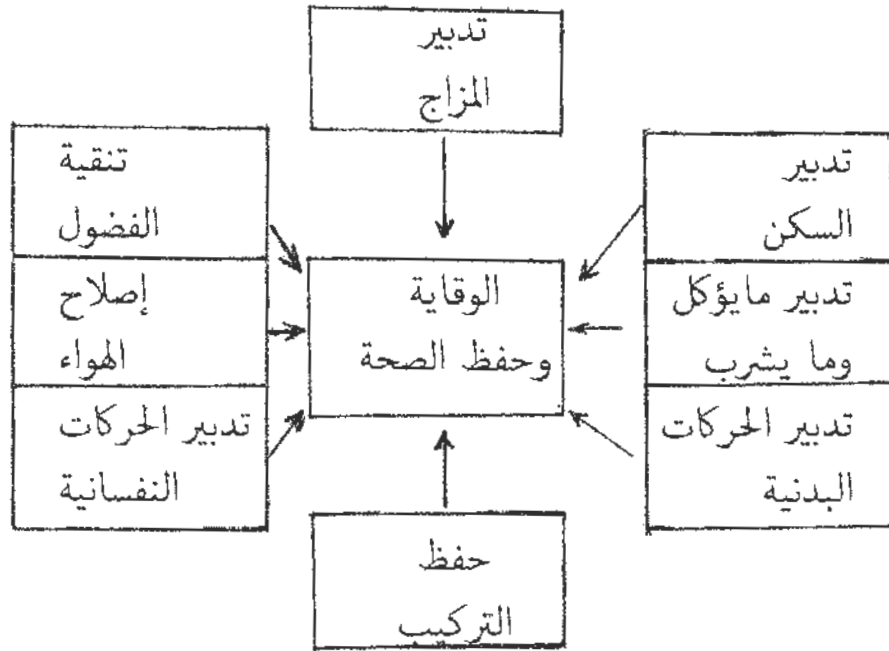 تدبير
المزاج
تدبير
السكن
تدبير مايؤكل
وما يشرب
تدبير الحركات
البدنية
الوقاية
وحفظ الصحة
تنقية
الفضول
إصلاح
الهواء
تدبير الحركات
النفسانية
حفظ
التركيب